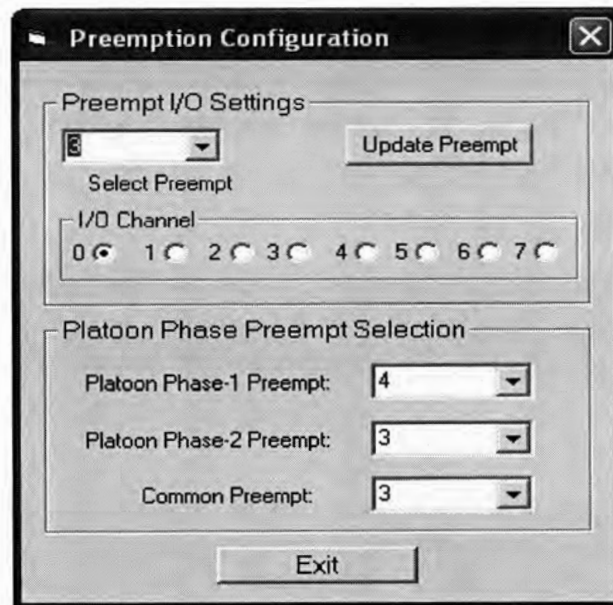 Preemption Configuration
Preempt I/O Settings
3
Update Preempt
Select Preempt
I/O Channel
0 1 2 3 4 5 6 7
Platoon Phase Preempt Selection
Platoon Phase-1 Preempt: 4
Platoon Phase-2 Preempt: 3
Common Preempt: 3
Exit